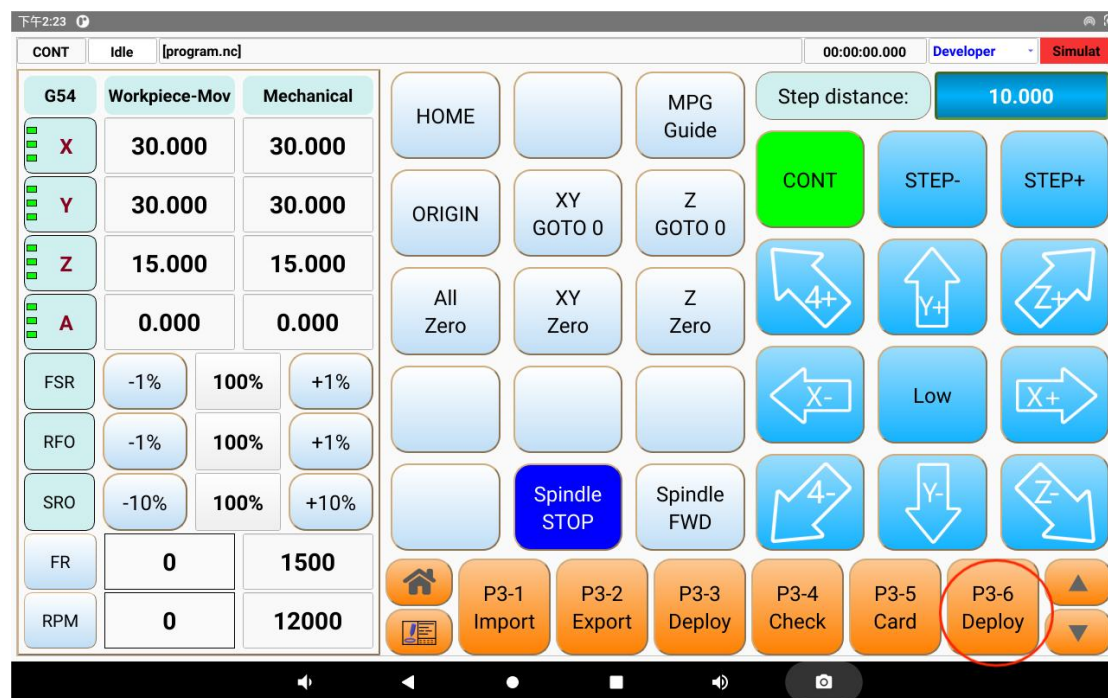 下午2:23
CONT Idle [program.nc] 00:00:00.000 Developer Simulat
G54 Workpiece-Mov Mechanical
X 30.000 30.000
Y 30.000 30.000
Z 15.000 15.000
A 0.000 0.000
FSR -1% 100% +1%
RFO -1% 100% +1%
SRO -10% 100% +10%
FR 0 1500
RPM 0 12000
HOME
MPG
Guide
ORIGIN
XY
GOTO 0
Z
GOTO 0
All
Zero
XY
Zero
Z
Zero
Spindle
STOP
Spindle
FWD
Step distance: 10.000
CONT STEP- STEP+
4+ Y+ Z+
X- Low X+
4- Y- Z-
P3-1
Import
P3-2
Export
P3-3
Deploy
P3-4
Check
P3-5
Card
P3-6
Deploy